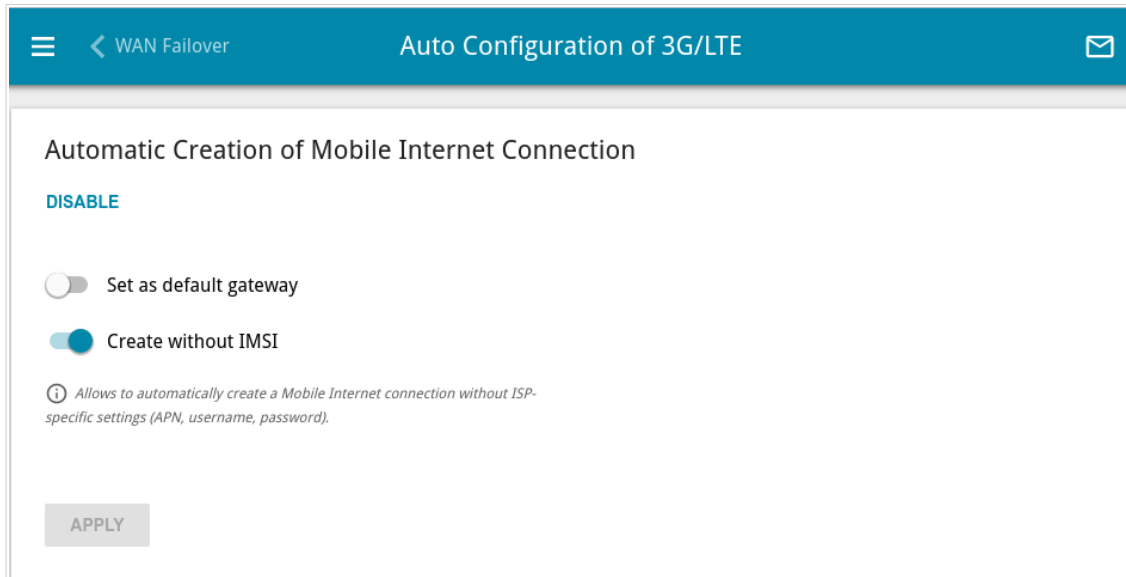 WAN Failover
Auto Configuration of 3G/LTE
Automatic Creation of Mobile Internet Connection
DISABLE
Set as default gateway
Create without IMSI
Allows to automatically create a Mobile Internet connection without ISP-
specific settings (APN, username, password).
APPLY